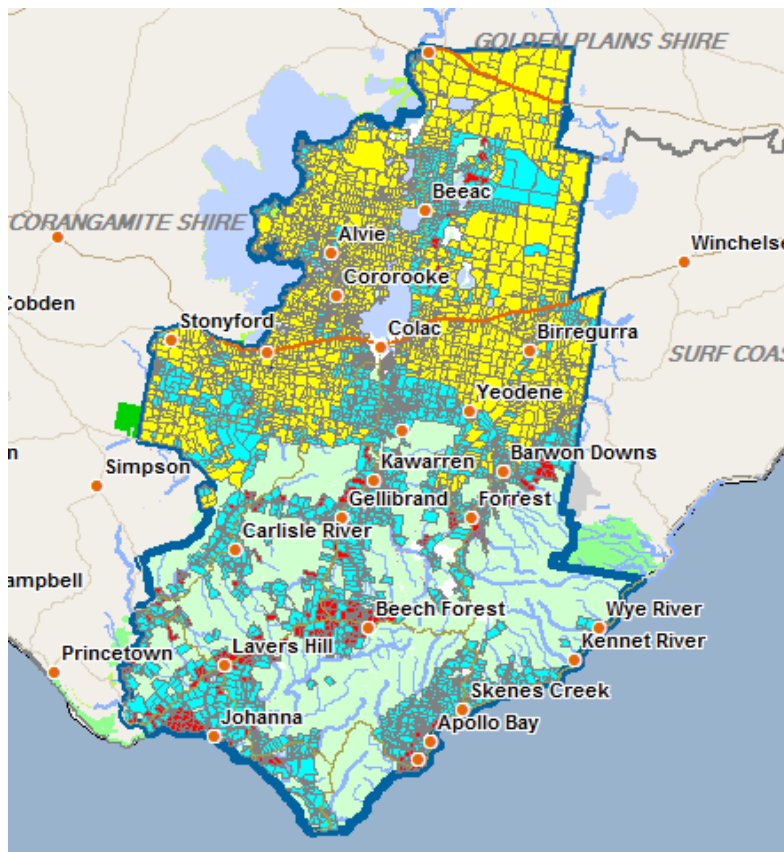 GOLDEN PLAINS SHIRE
Beeac
CORANGAMITE SHIRE
Alvie
Winchelse
Cororooke
Cobden
Stonyford
Colac
Birregurra
SURF COAS
Yeodene
Simpson
Kawarren
Barwon Downs
Gellibrand
Forrest
Carlisle River
ampbell
Beech Forest
Wye River
Kennet River
Princetown
Lavers Hill
Skenes Creek
Johanna
Apollo Bay